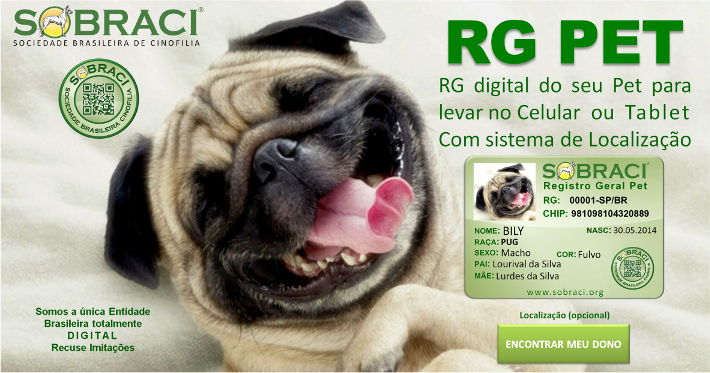 SOBRACI®
SOCIEDADE BRASILEIRA DE CINOFILIA
SOBRACI
SOCIEDADE BRASILEIRA CINOFILIA
RG PET
RG digital do seu Pet para
levar no Celular ou Tablet
Com sistema de Localização
SOBRACI®
Registro Geral Pet
RG: 00001-SP/BR
CHIP: 981098104320889
NOME: BILY NASC: 30.05.2014
RAÇA: PUG
SEXO: Macho COR: Fulvo
PAI: Lourival da Silva
MÃE: Lurdes da Silva
SOBRACI
www.sobraci.org
Somos a única Entidade
Brasileira totalmente
DIGITAL
Recuse Imitações
Localização (opcional)
ENCONTRAR MEU DONO